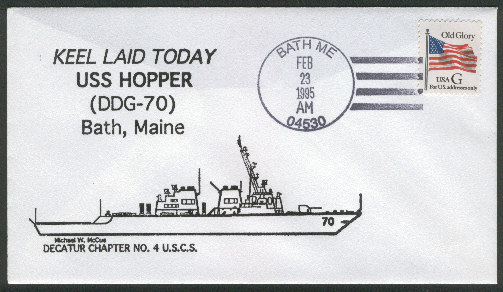 KEEL LAID TODAY
USS HOPPER
(DDG-70)
Bath, Maine
BATH ME
FEB
23
1995
AM
04530
Old Glory
USA G
For U.S. addresses only
70
Michael W. McCue
DECATUR CHAPTER NO. 4 U.S.C.S.